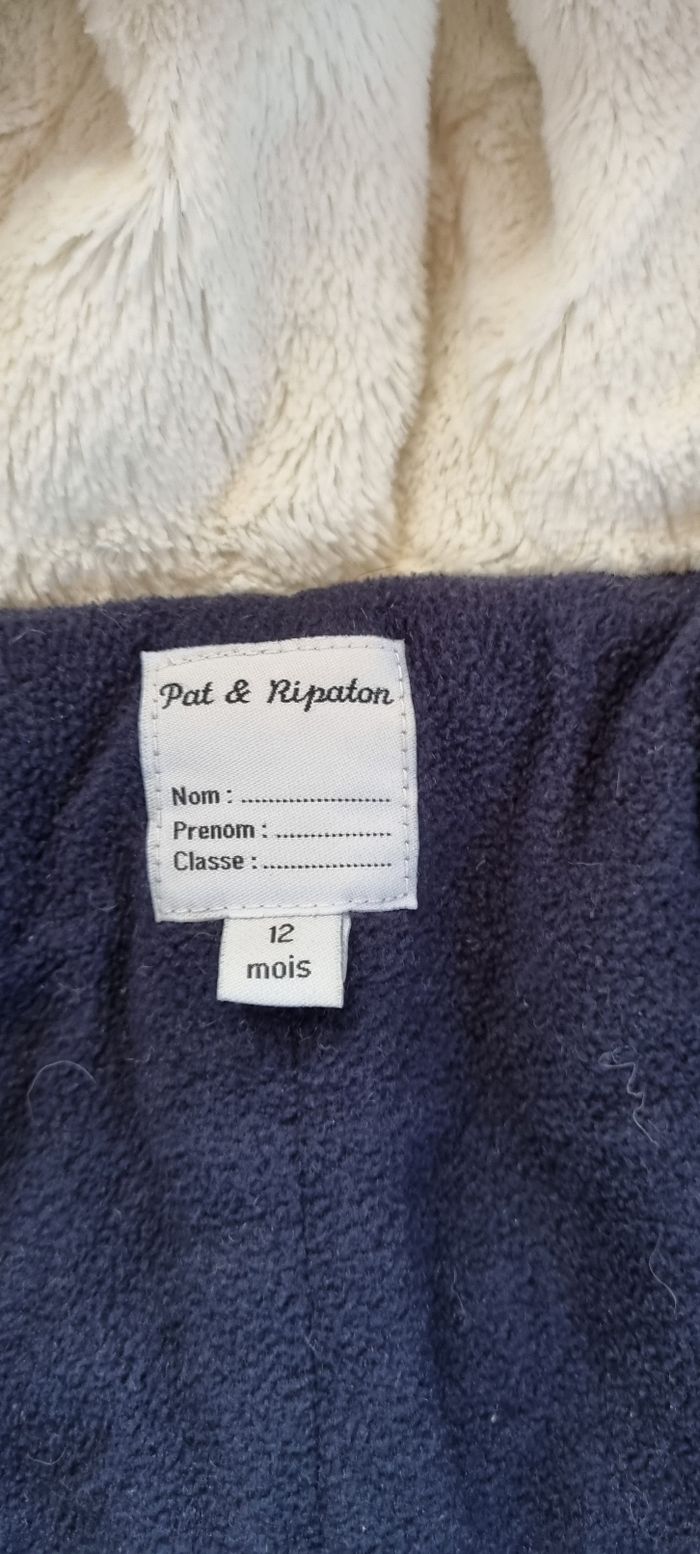 Pat & Ripaton
Nom : ......................
Prenom : .................
Classe : ...................
12
mois